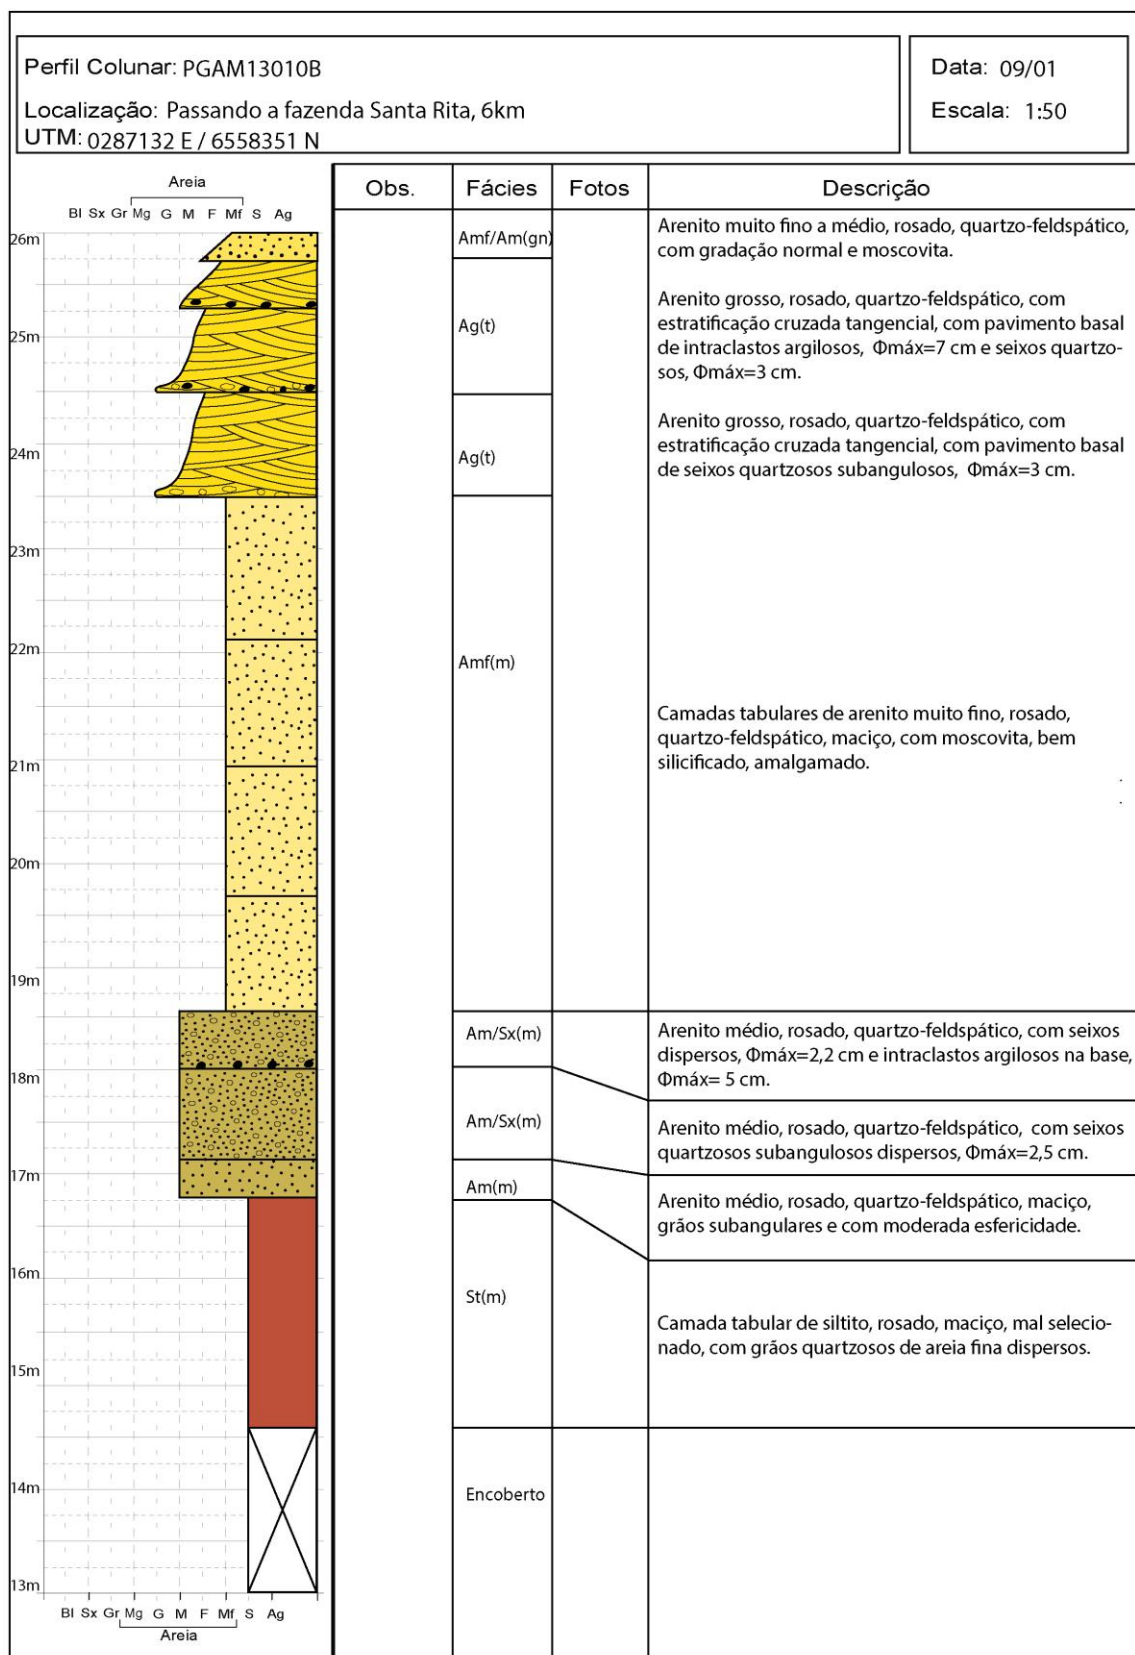 Perfil Colunar: PGAM13010B
Localização: Passando a fazenda Santa Rita, 6km
UTM: 0287132 E / 6558351 N
Data: 09/01
Escala: 1:50
Areia
Bl Sx Gr Mg G M F Mf S Ag
Obs.
Fácies
Fotos
Descrição
26m
25m
24m
23m
22m
21m
20m
19m
18m
17m
16m
15m
14m
13m
Bl Sx Gr Mg G M F Mf S Ag
Areia
Amf/Am(gn)
Arenito muito fino a médio, rosado, quartzo-feldspático,
com gradação normal e moscovita.
Ag(t)
Arenito grosso, rosado, quartzo-feldspático, com
estratificação cruzada tangencial, com pavimento basal
de intraclastos argilosos, Φmáx=7 cm e seixos quartzo-
sos, Φmáx=3 cm.
Ag(t)
Arenito grosso, rosado, quartzo-feldspático, com
estratificação cruzada tangencial, com pavimento basal
de seixos quartzosos subangulosos, Φmáx=3 cm.
Amf(m)
Camadas tabulares de arenito muito fino, rosado,
quartzo-feldspático, maciço, com moscovita, bem
silicificado, amalgamado.
Am/Sx(m)
Arenito médio, rosado, quartzo-feldspático, com seixos
dispersos, Φmáx=2,2 cm e intraclastos argilosos na base,
Φmáx= 5 cm.
Am/Sx(m)
Arenito médio, rosado, quartzo-feldspático, com seixos
quartzosos subangulosos dispersos, Φmáx=2,5 cm.
Am(m)
Arenito médio, rosado, quartzo-feldspático, maciço,
grãos subangulares e com moderada esfericidade.
St(m)
Camada tabular de siltito, rosado, maciço, mal selecio-
nado, com grãos quartzosos de areia fina dispersos.
Encoberto